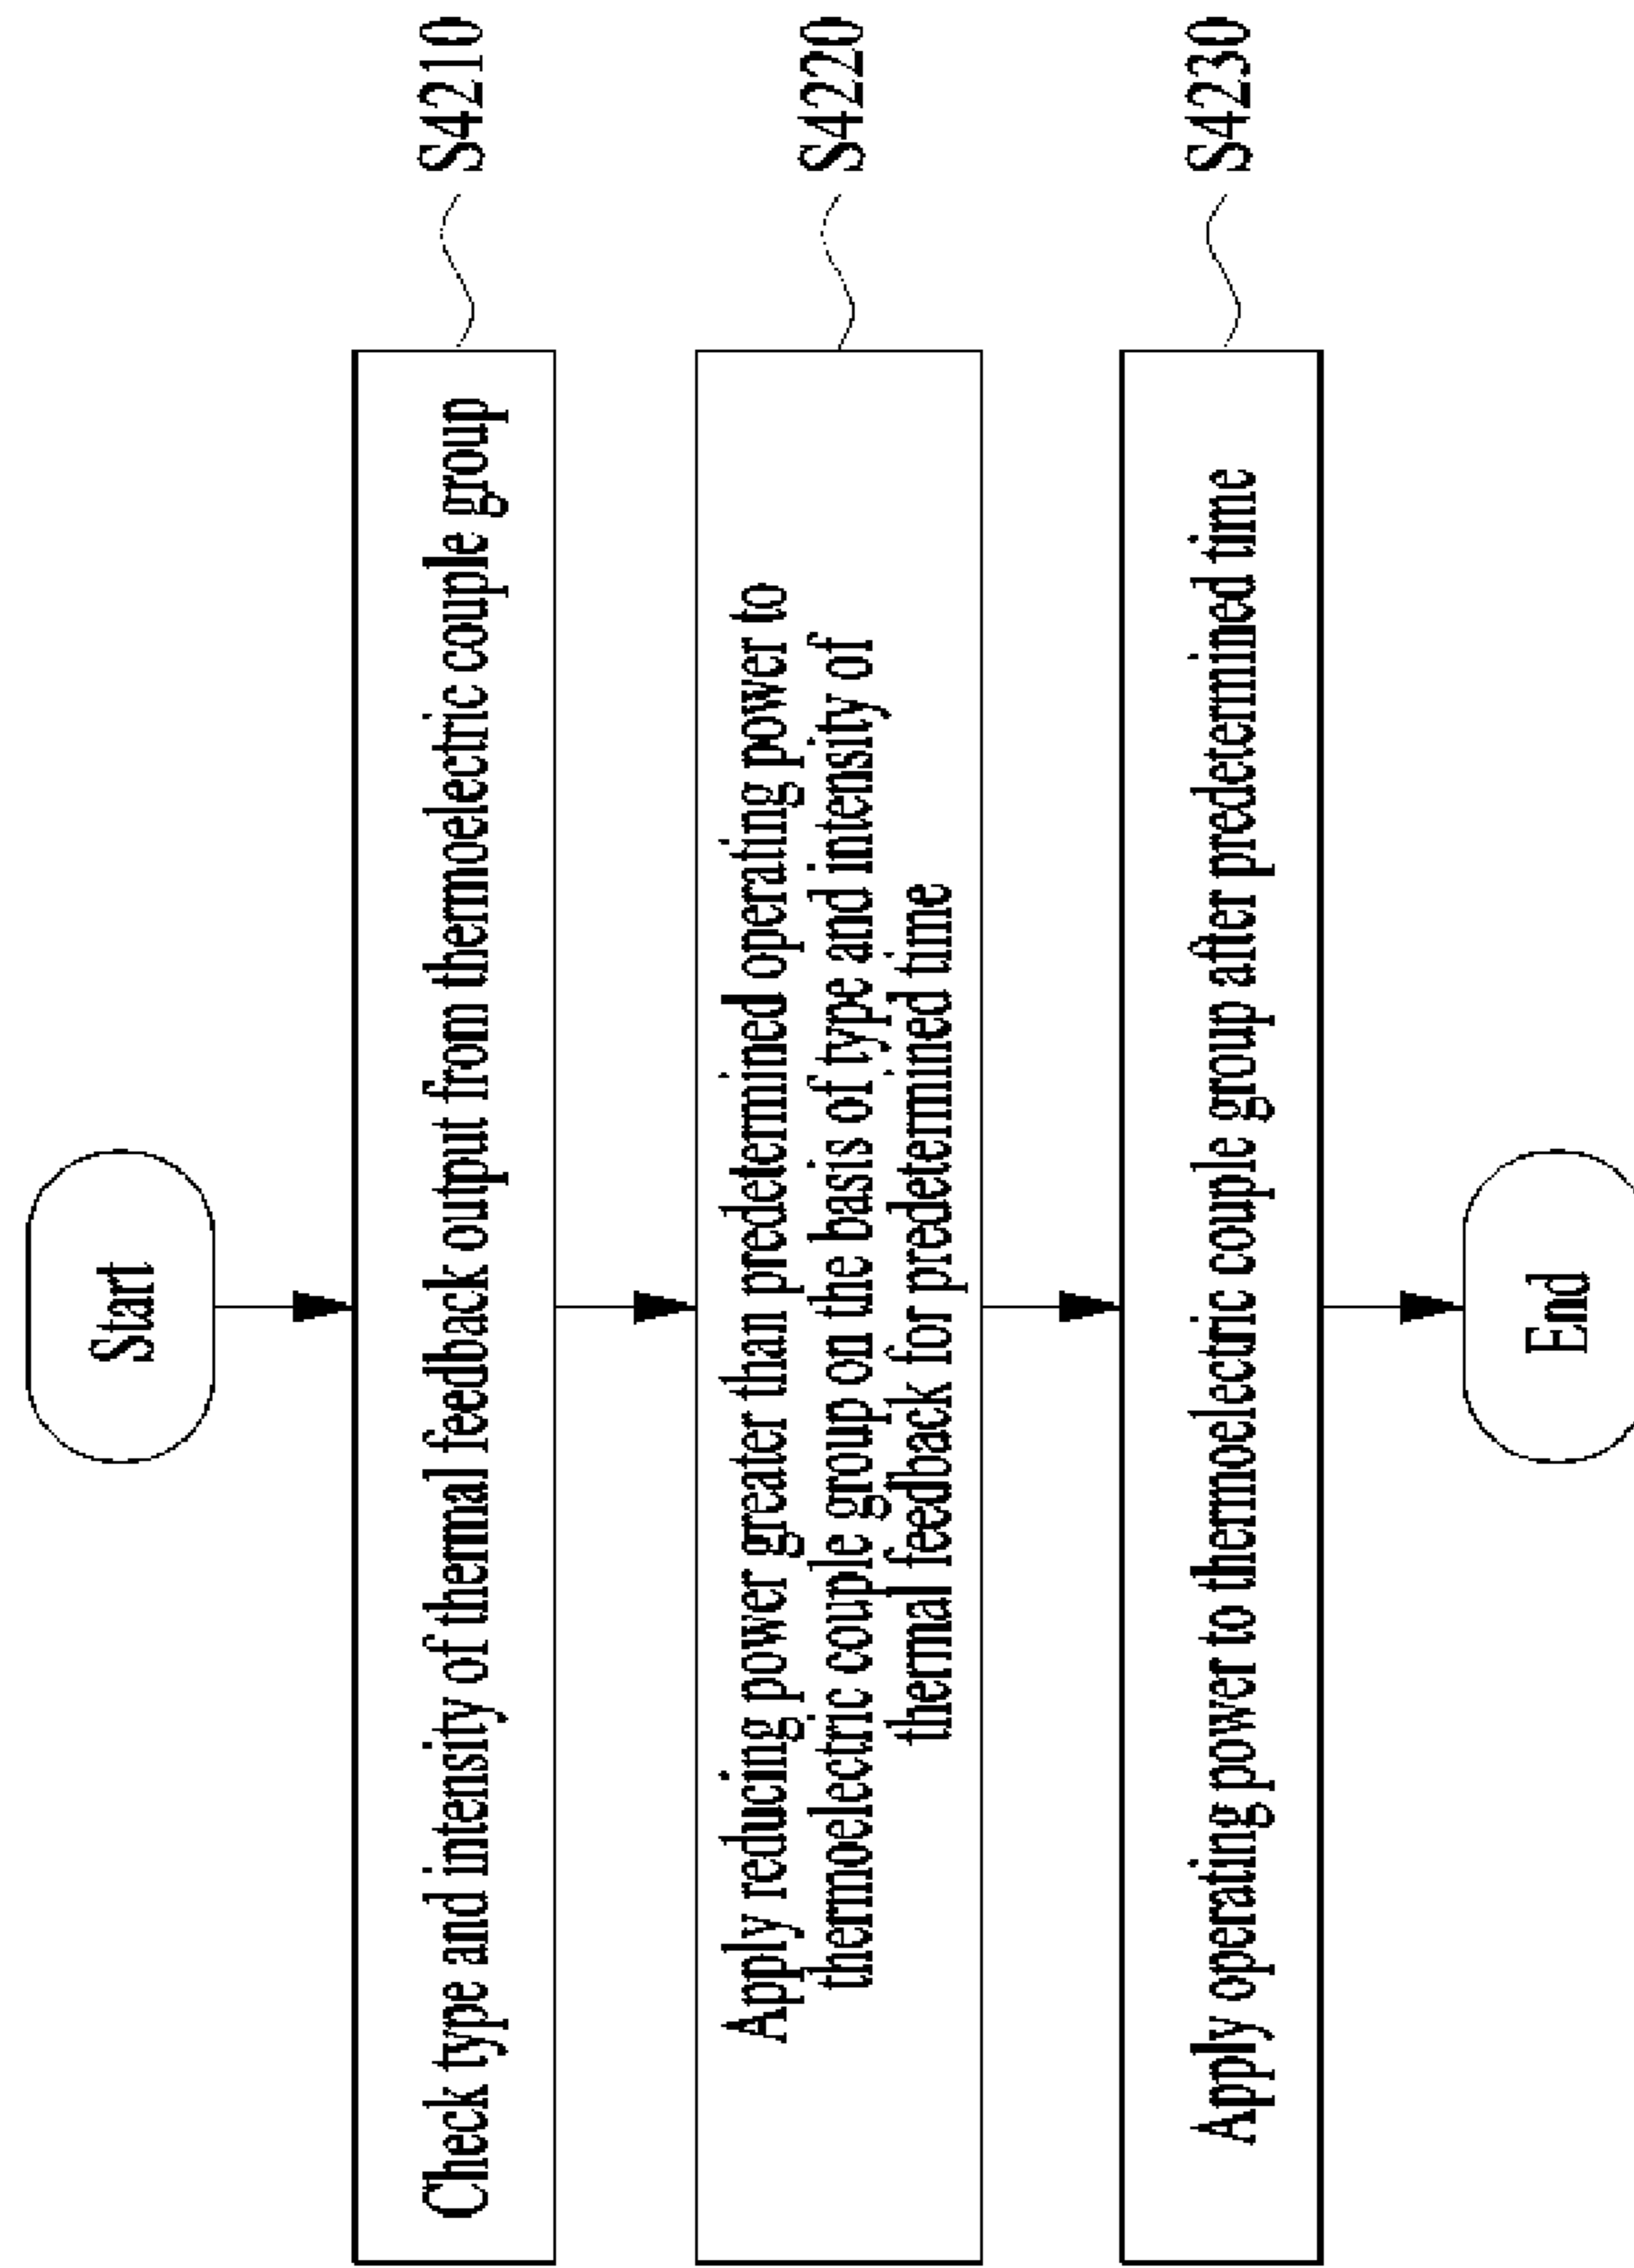 Start
Check type and intensity of thermal feedback output from thermoelectric couple group
S4210
Apply reducing power greater than predetermined operating power to
thermoelectric couple group on the basis of type and intensity of
thermal feedback for predetermined time
S4220
Apply operating power to thermoelectric couple group after predetermined time
S4230
End